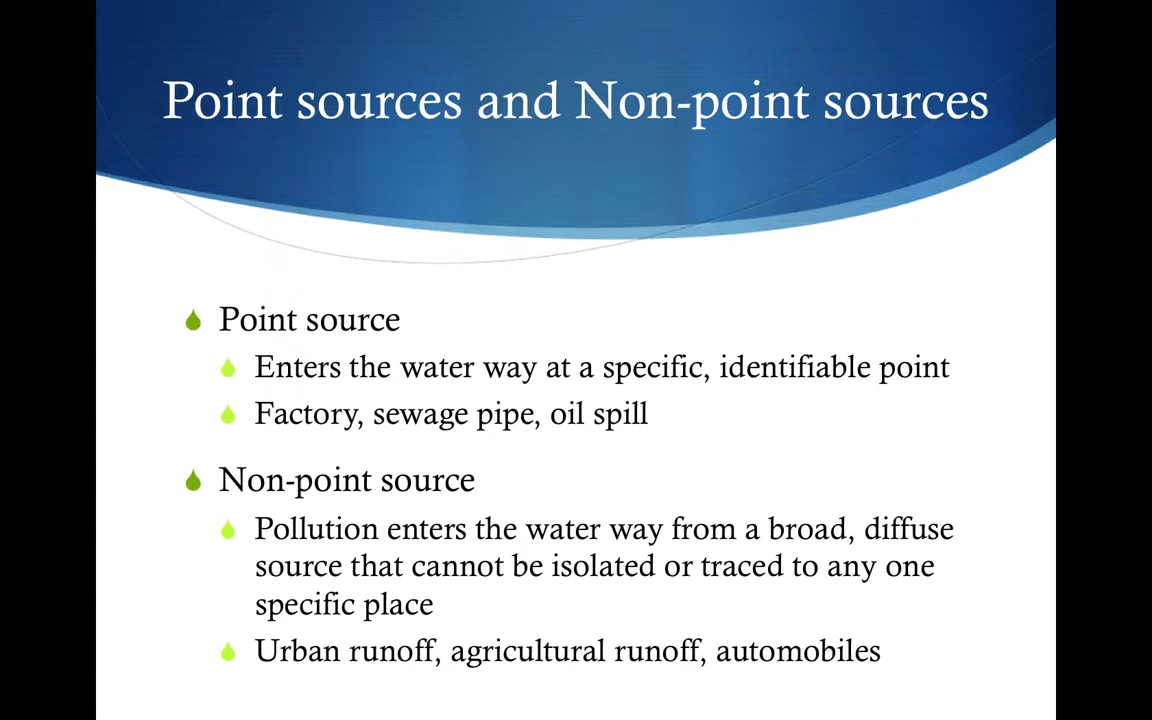 Point sources and Non-point sources
Point source
Enters the water way at a specific, identifiable point
Factory, sewage pipe, oil spill
Non-point source
Pollution enters the water way from a broad, diffuse
source that cannot be isolated or traced to any one
specific place
Urban runoff, agricultural runoff, automobiles